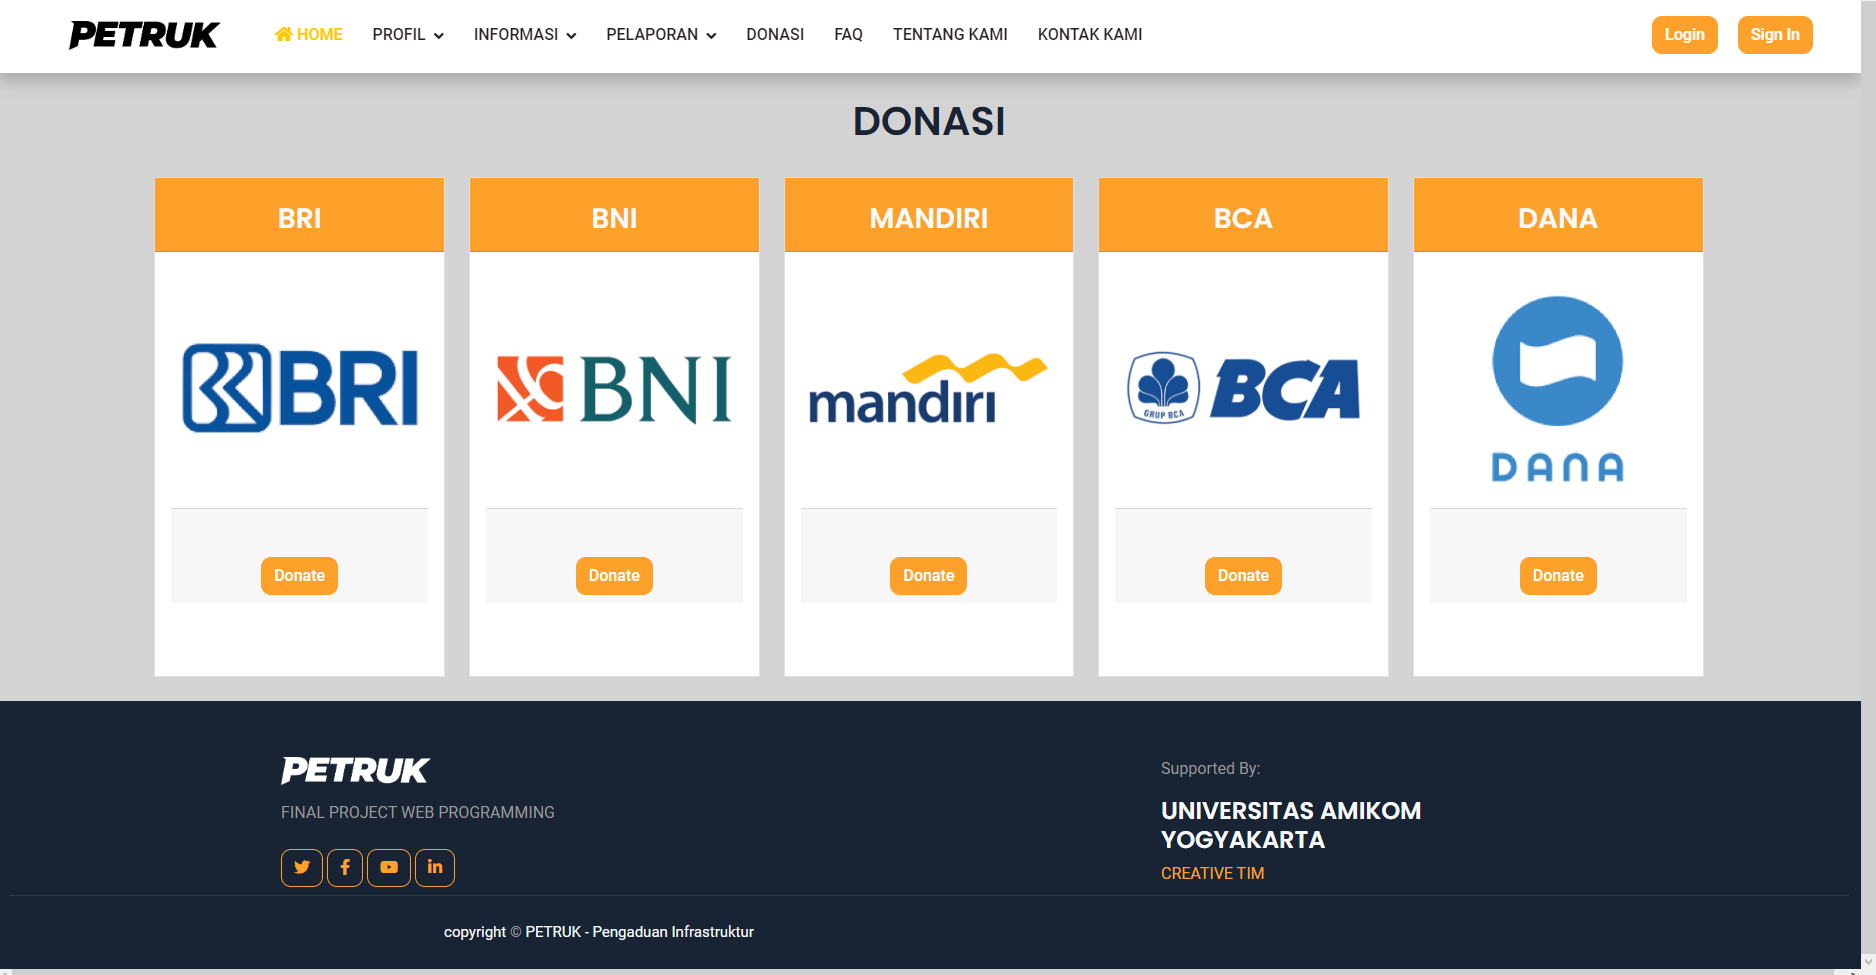 PETRUK
HOME PROFIL INFORMASI PELAPORAN DONASI FAQ TENTANG KAMI KONTAK KAMI
Login Sign In
DONASI
BRI
BRI
Donate
BNI
BNI
Donate
MANDIRI
mandırı
Donate
BCA
GRUP BCA
BCA
Donate
DANA
DANA
Donate
PETRUK
FINAL PROJECT WEB PROGRAMMING
Supported By:
UNIVERSITAS AMIKOM
YOGYAKARTA
CREATIVE TIM
copyright © PETRUK - Pengaduan Infrastruktur